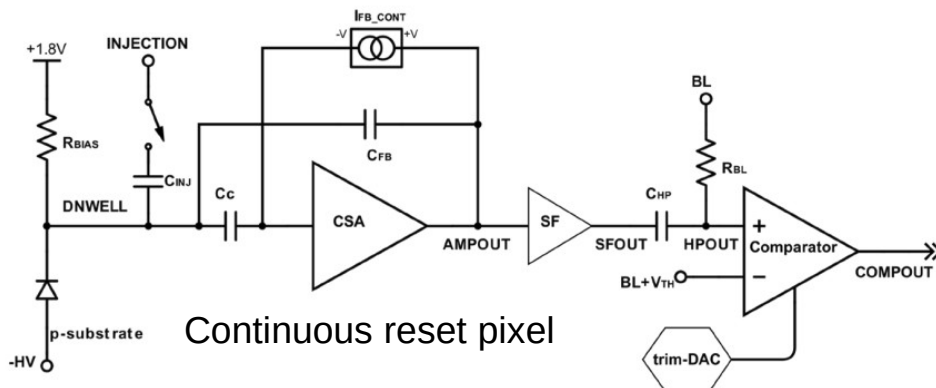 IFB_CONT
-V +V
+1.8V
INJECTION
BL
RBIAS
CFB
RBL
CINJ
CHP
DNWELL
Cc
CSA
SF
+
Comparator
AMPOUT
SFOUT
HPOUT
COMPOUT
BL+VTH
−
p-substrate
Continuous reset pixel
-HV
trim-DAC